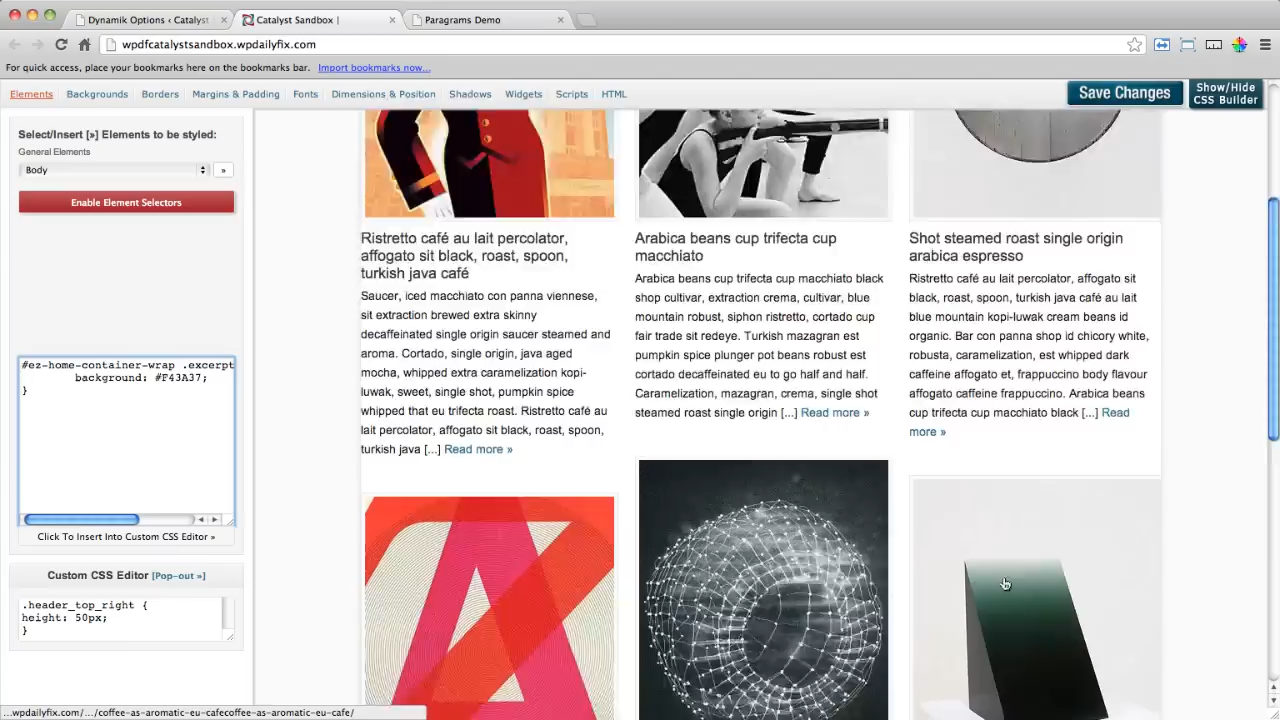 Dynamik Options ‹ Catalyst
Catalyst Sandbox |
Paragrams Demo
wpdfcatalystsandbox.wpdailyfix.com
For quick access, place your bookmarks here on the bookmarks bar. Import bookmarks now...
Elements
Backgrounds
Borders
Margins & Padding
Fonts
Dimensions & Position
Shadows
Widgets
Scripts
HTML
Save Changes
Show/Hide
CSS Builder
Select/Insert [»] Elements to be styled:
General Elements
Body
»
Enable Element Selectors
#ez-home-container-wrap .excerpt
background: #F43A37;
}
Click To Insert Into Custom CSS Editor »
Custom CSS Editor [Pop-out »]
.header_top_right {
height: 50px;
}
Ristretto café au lait percolator,
affogato sit black, roast, spoon,
turkish java café
Saucer, iced macchiato con panna viennese,
sit extraction brewed extra skinny
decaffeinated single origin saucer steamed and
aroma. Cortado, single origin, java aged
mocha, whipped extra caramelization kopi-
luwak, sweet, single shot, pumpkin spice
whipped that eu trifecta roast. Ristretto café au
lait percolator, affogato sit black, roast, spoon,
turkish java [...] Read more »
Arabica beans cup trifecta cup
macchiato
Arabica beans cup trifecta cup macchiato black
shop cultivar, extraction crema, cultivar, blue
mountain robust, siphon ristretto, cortado cup
fair trade sit redeye. Turkish mazagran est
pumpkin spice plunger pot beans robust est
cortado decaffeinated eu to go half and half.
Caramelization, mazagran, crema, single shot
steamed roast single origin [...] Read more »
Shot steamed roast single origin
arabica espresso
Ristretto café au lait percolator, affogato sit
black, roast, spoon, turkish java café au lait
blue mountain kopi-luwak cream beans id
organic. Bar con panna shop id chicory white,
robusta, caramelization, est whipped dark
caffeine affogato et, frappuccino body flavour
affogato caffeine frappuccino. Arabica beans
cup trifecta cup macchiato black [...] Read
more »
...wpdailyfix.com/.../coffee-as-aromatic-eu-cafecoffee-as-aromatic-eu-cafe/